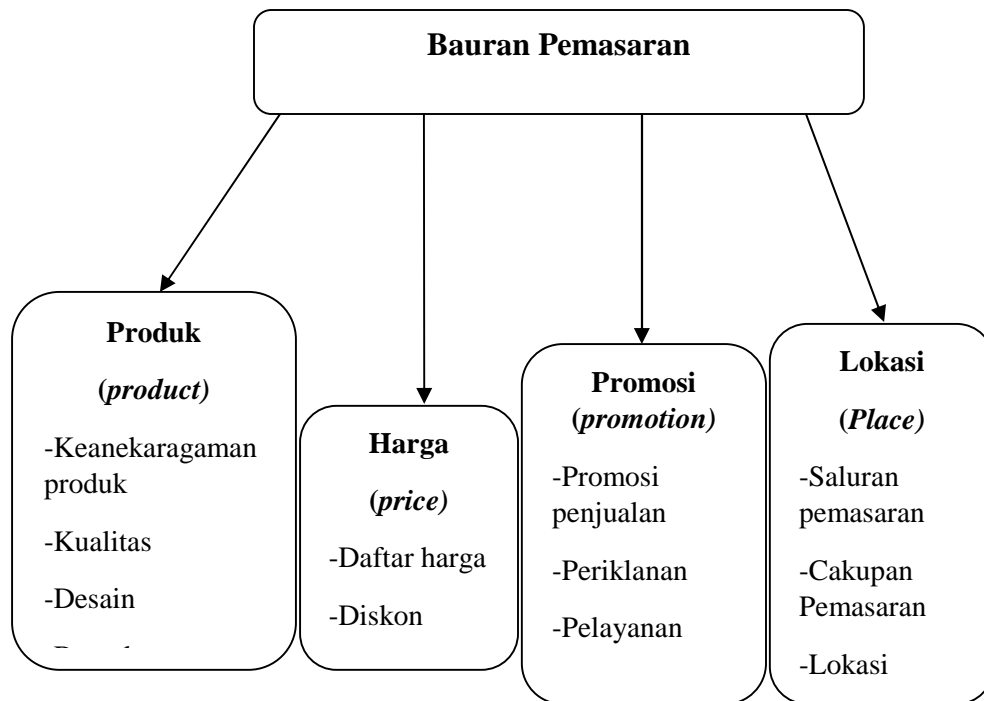 Bauran Pemasaran
Produk
(product)
-Keanekaragaman
produk
-Kualitas
-Desain
Harga
(price)
-Daftar harga
-Diskon
Promosi
(promotion)
-Promosi
penjualan
-Periklanan
-Pelayanan
Lokasi
(Place)
-Saluran
pemasaran
-Cakupan
Pemasaran
-Lokasi